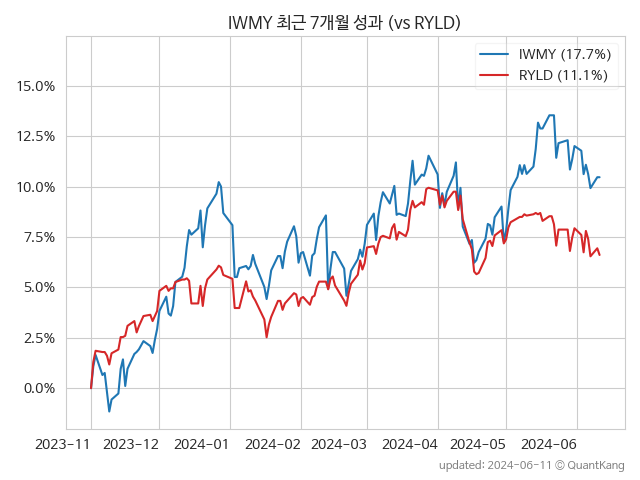 IWMY 최근 7개월 성과 (vs RYLD)
IWMY (17.7%)
RYLD (11.1%)
15.0%
12.5%
10.0%
7.5%
5.0%
2.5%
0.0%
2023-11 2023-12 2024-01 2024-02 2024-03 2024-04 2024-05 2024-06
updated: 2024-06-11 © QuantKang